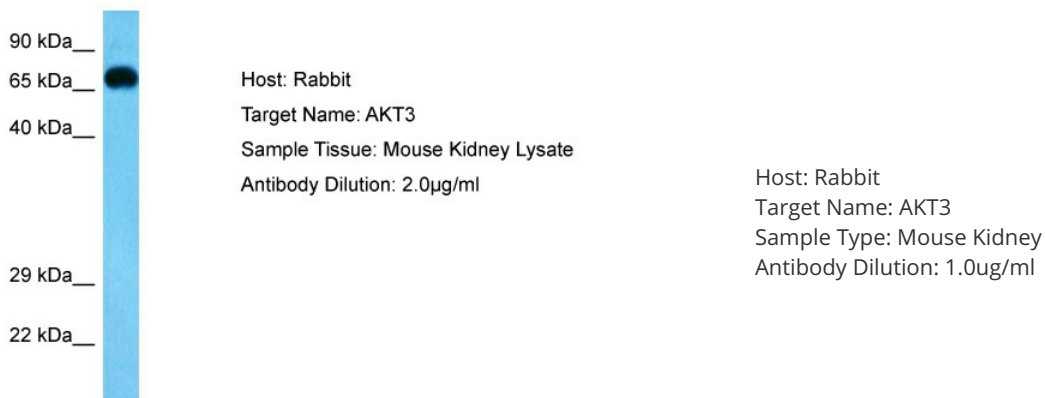 90 kDa__
65 kDa__
40 kDa__
29 kDa__
22 kDa__
Host: Rabbit
Target Name: AKT3
Sample Tissue: Mouse Kidney Lysate
Antibody Dilution: 2.0µg/ml
Host: Rabbit
Target Name: AKT3
Sample Type: Mouse Kidney
Antibody Dilution: 1.0ug/ml